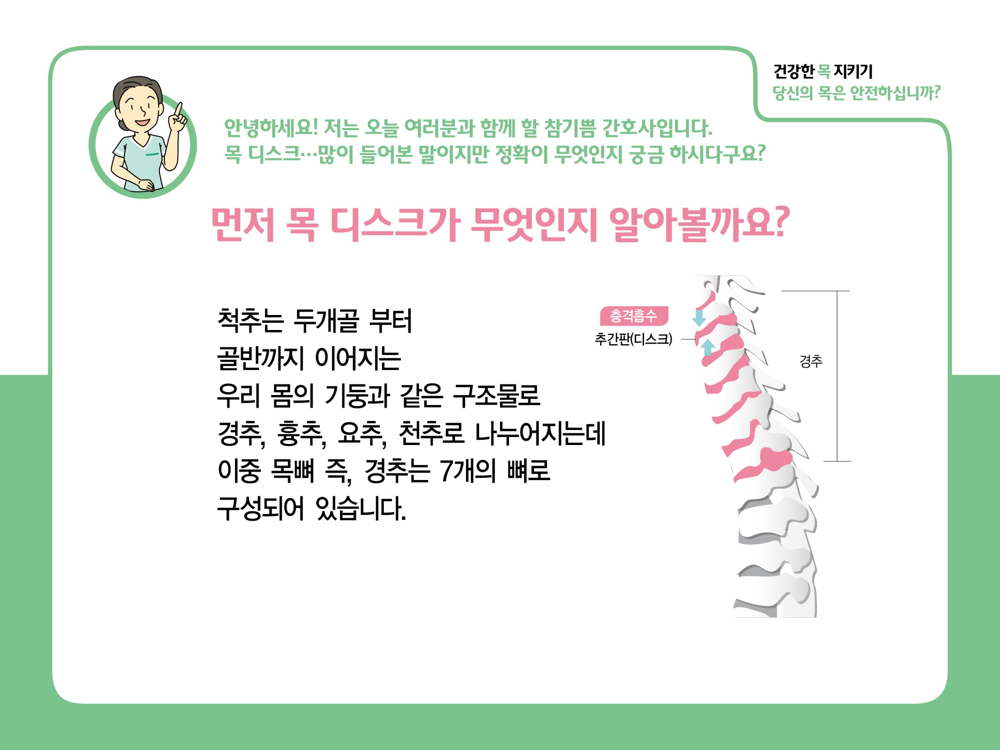 건강한 목 지키기
당신의 목은 안전하십니까?
안녕하세요! 저는 오늘 여러분과 함께 할 참기쁨 간호사입니다.
목 디스크···많이 들어본 말이지만 정확이 무엇인지 궁금 하시다구요?
먼저 목 디스크가 무엇인지 알아볼까요?
척추는 두개골 부터
골반까지 이어지는
우리 몸의 기둥과 같은 구조물로
경추, 흉추, 요추, 천추로 나누어지는데
이중 목뼈 즉, 경추는 7개의 뼈로
구성되어 있습니다.
충격흡수
추간판(디스크)
경추